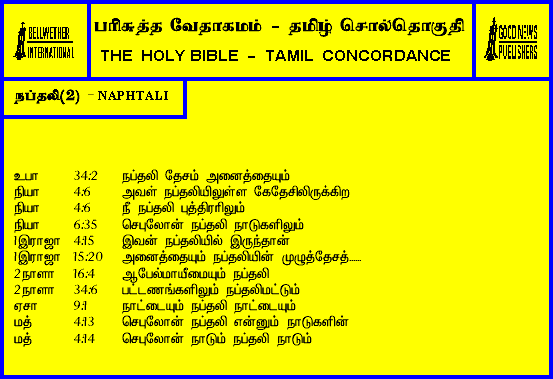 BELLWETHER
INTERNATIONAL
பரிசுத்த வேதாகமம் - தமிழ் சொல்தொகுதி
THE HOLY BIBLE - TAMIL CONCORDANCE
GOOD NEWS
PUBLISHERS
நப்தலி(2) - NAPHTALI
உபா 34:2 நப்தலி தேசம் அனைத்தையும்
நியா 4:6 அவள் நப்தலியிலுள்ள கேதேசிலிருக்கிற
நியா 4:6 நீ நப்தலி புத்திரரிலும்
நியா 6:35 செபுலோன் நப்தலி நாடுகளிலும்
1இராஜா 4:15 இவன் நப்தலியில் இருந்தான்
1இராஜா 15:20 அனைத்தையும் நப்தலியின் முழுத்தேசத்......
2நாளா 16:4 ஆபேல்மாயீமையும் நப்தலி
2நாளா 34:6 பட்டணங்களிலும் நப்தலிமட்டும்
ஏசா 9:1 நாட்டையும் நப்தலி நாட்டையும்
மத் 4:13 செபுலோன் நப்தலி என்னும் நாடுகளின்
மத் 4:14 செபுலோன் நாடும் நப்தலி நாடும்